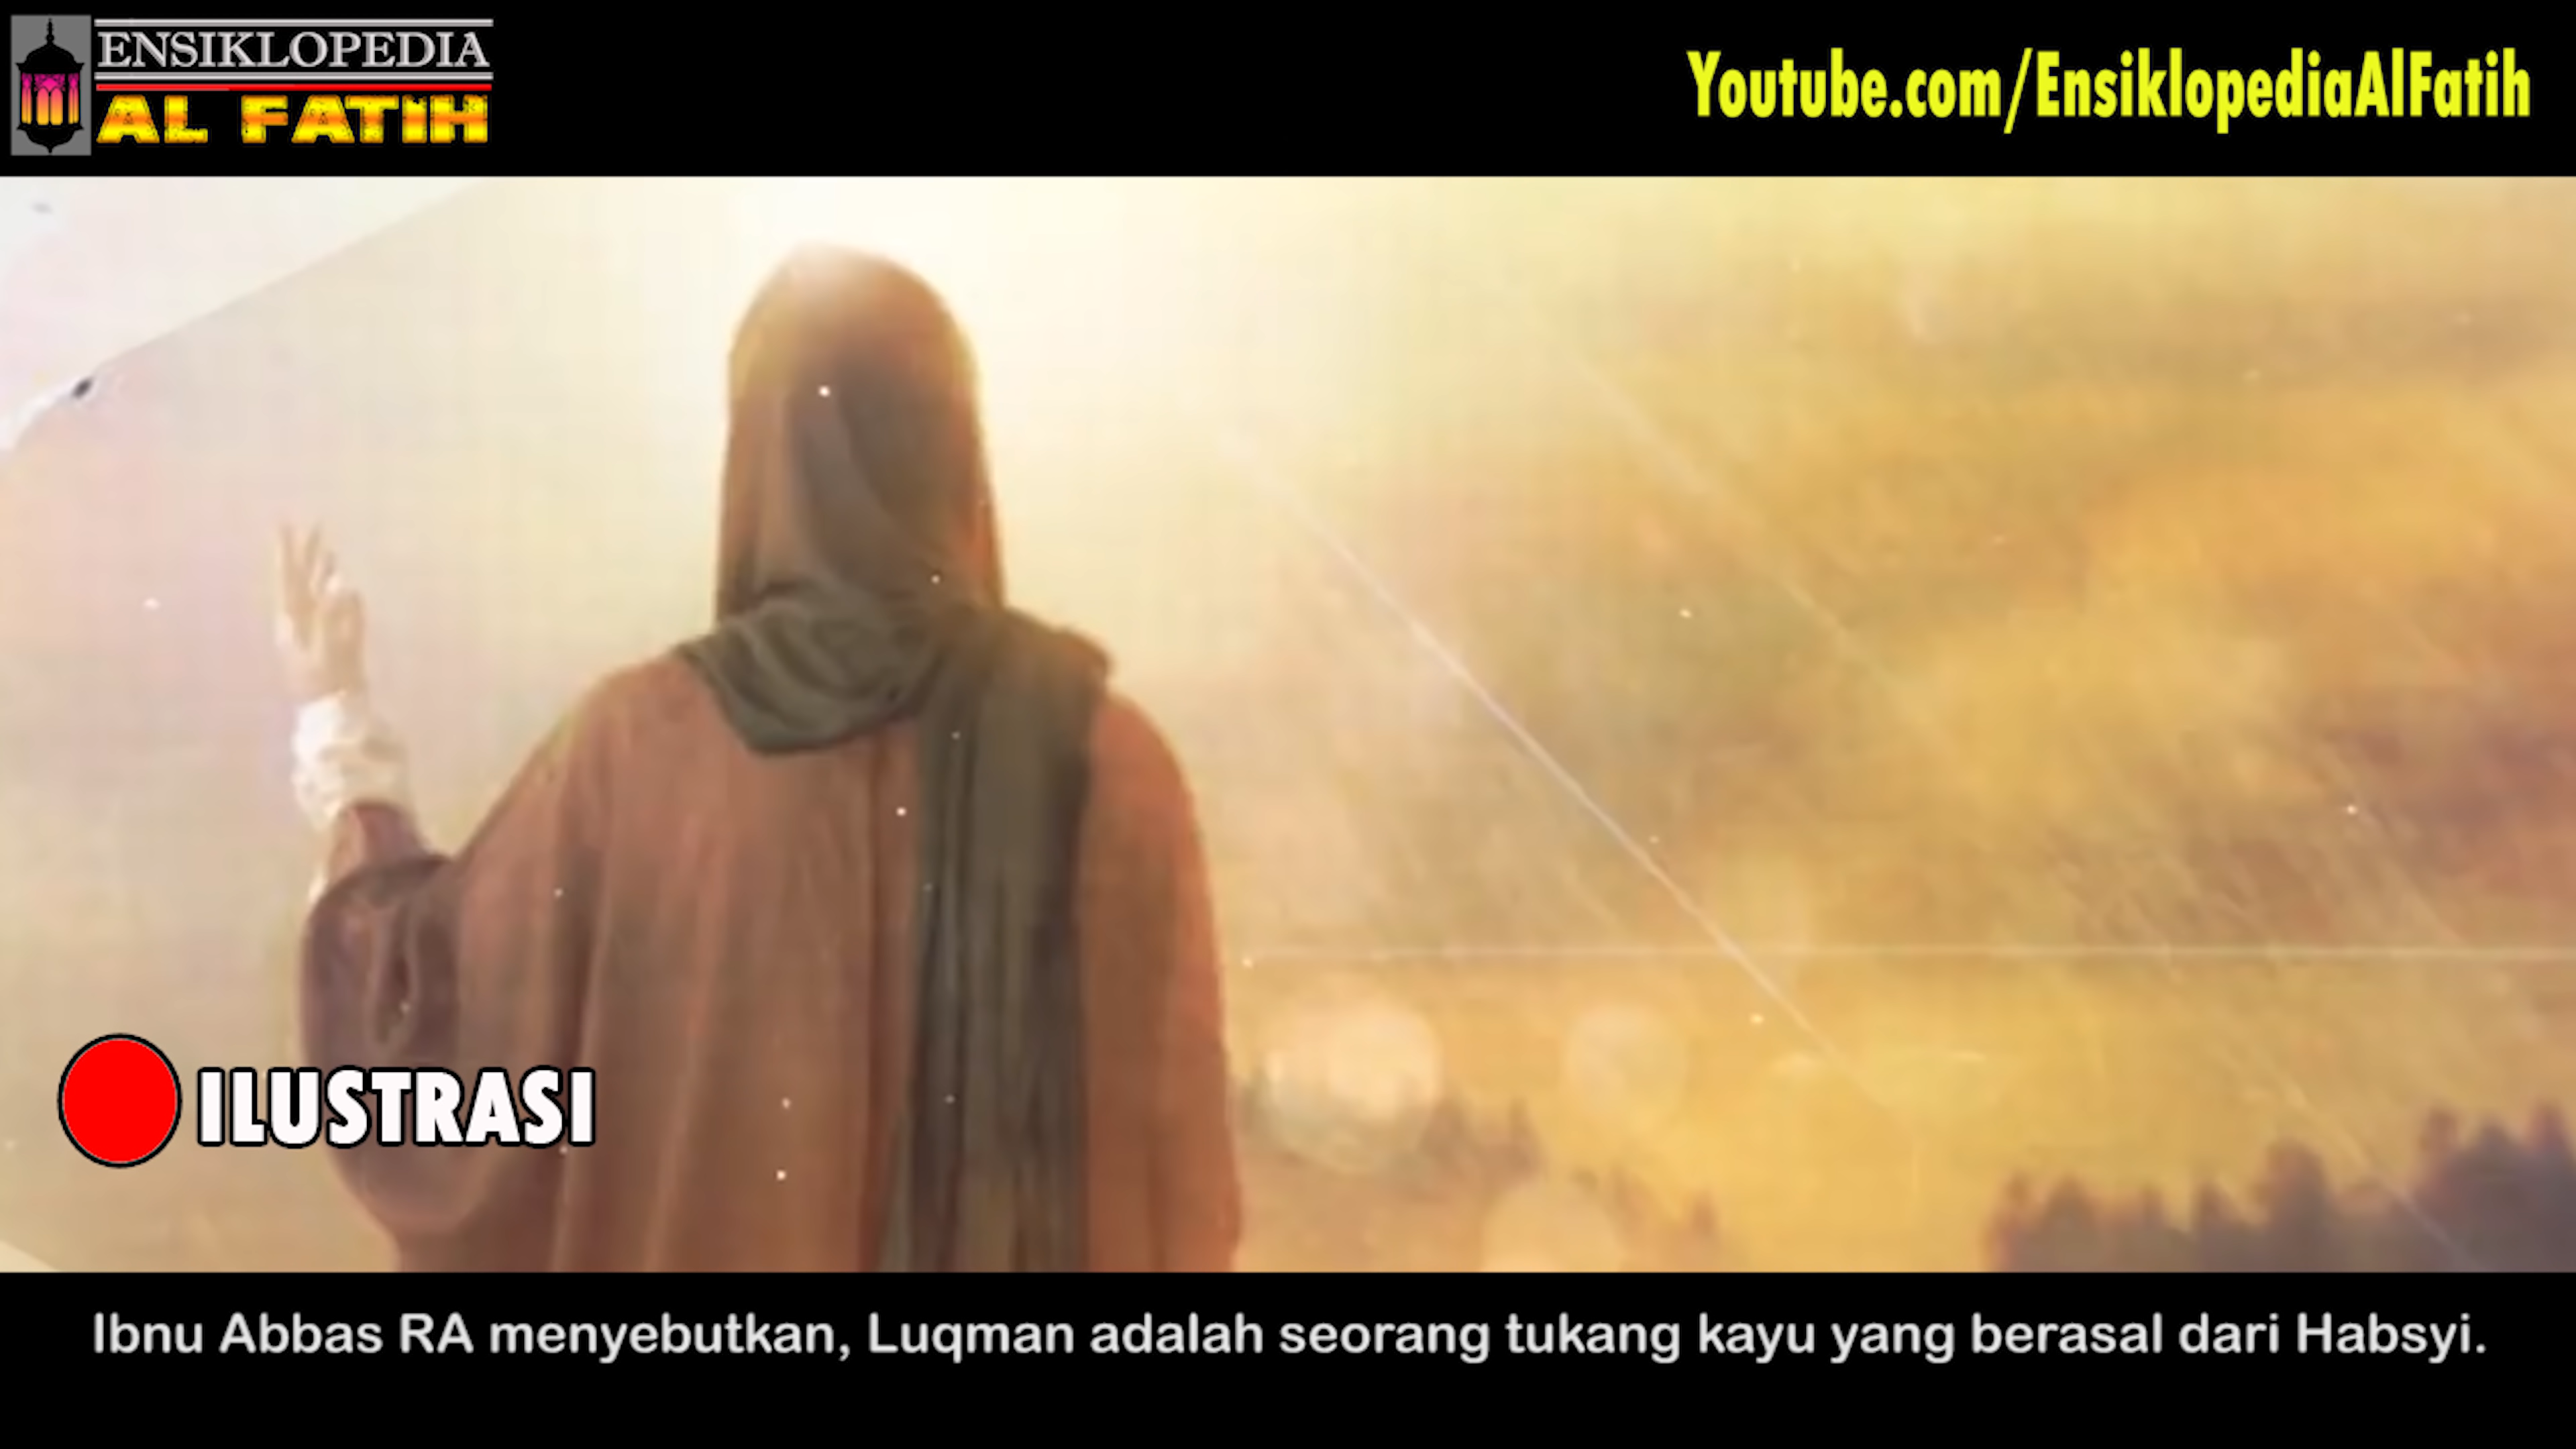 ENSIKLOPEDIA
AL FATIH
Youtube.com/EnsiklopediaAlFatih
ILUSTRASI
Ibnu Abbas RA menyebutkan, Luqman adalah seorang tukang kayu yang berasal dari Habsyi.